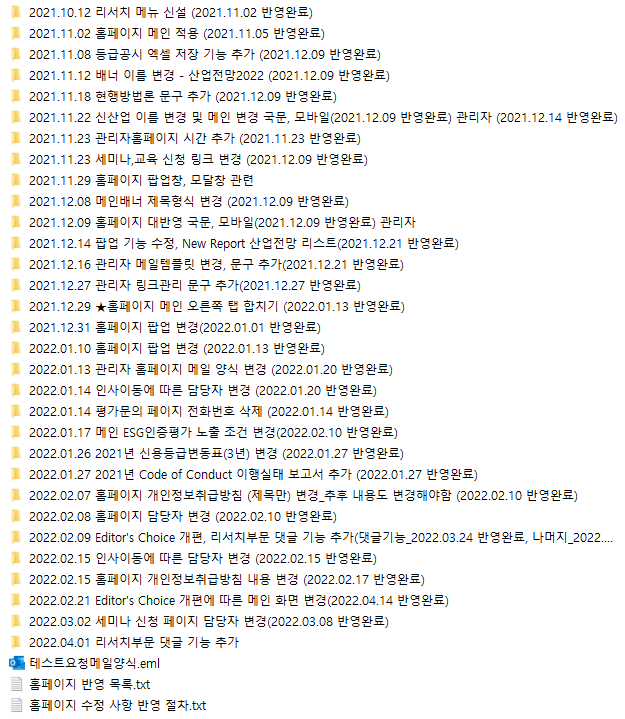 2021.10.12 리서치 메뉴 신설 (2021.11.02 반영완료)
2021.11.02 홈페이지 메인 적용 (2021.11.05 반영완료)
2021.11.08 등급공시 엑셀 저장 기능 추가 (2021.12.09 반영완료)
2021.11.12 배너 이름 변경 - 산업전망2022 (2021.12.09 반영완료)
2021.11.18 현행방법론 문구 추가 (2021.12.09 반영완료)
2021.11.22 신산업 이름 변경 및 메인 변경 국문, 모바일(2021.12.09 반영완료) 관리자 (2021.12.14 반영완료)
2021.11.23 관리자홈페이지 시간 추가 (2021.11.23 반영완료)
2021.11.23 세미나,교육 신청 링크 변경 (2021.12.09 반영완료)
2021.11.29 홈페이지 팝업창, 모달창 관련
2021.12.08 메인배너 제목형식 변경 (2021.12.09 반영완료)
2021.12.09 홈페이지 대반영 국문, 모바일(2021.12.09 반영완료) 관리자
2021.12.14 팝업 기능 수정, New Report 산업전망 리스트(2021.12.21 반영완료)
2021.12.16 관리자 메일템플릿 변경, 문구 추가(2021.12.21 반영완료)
2021.12.27 관리자 링크관리 문구 추가(2021.12.27 반영완료)
2021.12.29 ★홈페이지 메인 오른쪽 탭 합치기 (2022.01.13 반영완료)
2021.12.31 홈페이지 팝업 변경(2022.01.01 반영완료)
2022.01.10 홈페이지 팝업 변경 (2022.01.13 반영완료)
2022.01.13 관리자 홈페이지 메일 양식 변경 (2022.01.20 반영완료)
2022.01.14 인사이동에 따른 담당자 변경 (2022.01.20 반영완료)
2022.01.14 평가문의 페이지 전화번호 삭제 (2022.01.14 반영완료)
2022.01.17 메인 ESG인증평가 노출 조건 변경(2022.02.10 반영완료)
2022.01.26 2021년 신용등급변동표(3년) 변경 (2022.01.27 반영완료)
2022.01.27 2021년 Code of Conduct 이행실태 보고서 추가 (2022.01.27 반영완료)
2022.02.07 홈페이지 개인정보취급방침 (제목만) 변경_추후 내용도 변경해야함 (2022.02.10 반영완료)
2022.02.08 홈페이지 담당자 변경 (2022.02.10 반영완료)
2022.02.09 Editor's Choice 개편, 리서치부문 댓글 기능 추가(댓글기능_2022.03.24 반영완료, 나머지_2022....
2022.02.15 인사이동에 따른 담당자 변경 (2022.02.15 반영완료)
2022.02.15 홈페이지 개인정보취급방침 내용 변경 (2022.02.17 반영완료)
2022.02.21 Editor's Choice 개편에 따른 메인 화면 변경(2022.04.14 반영완료)
2022.03.02 세미나 신청 페이지 담당자 변경(2022.03.08 반영완료)
2022.04.01 리서치부문 댓글 기능 추가
테스트요청메일양식.eml
홈페이지 반영 목록.txt
홈페이지 수정 사항 반영 절차.txt